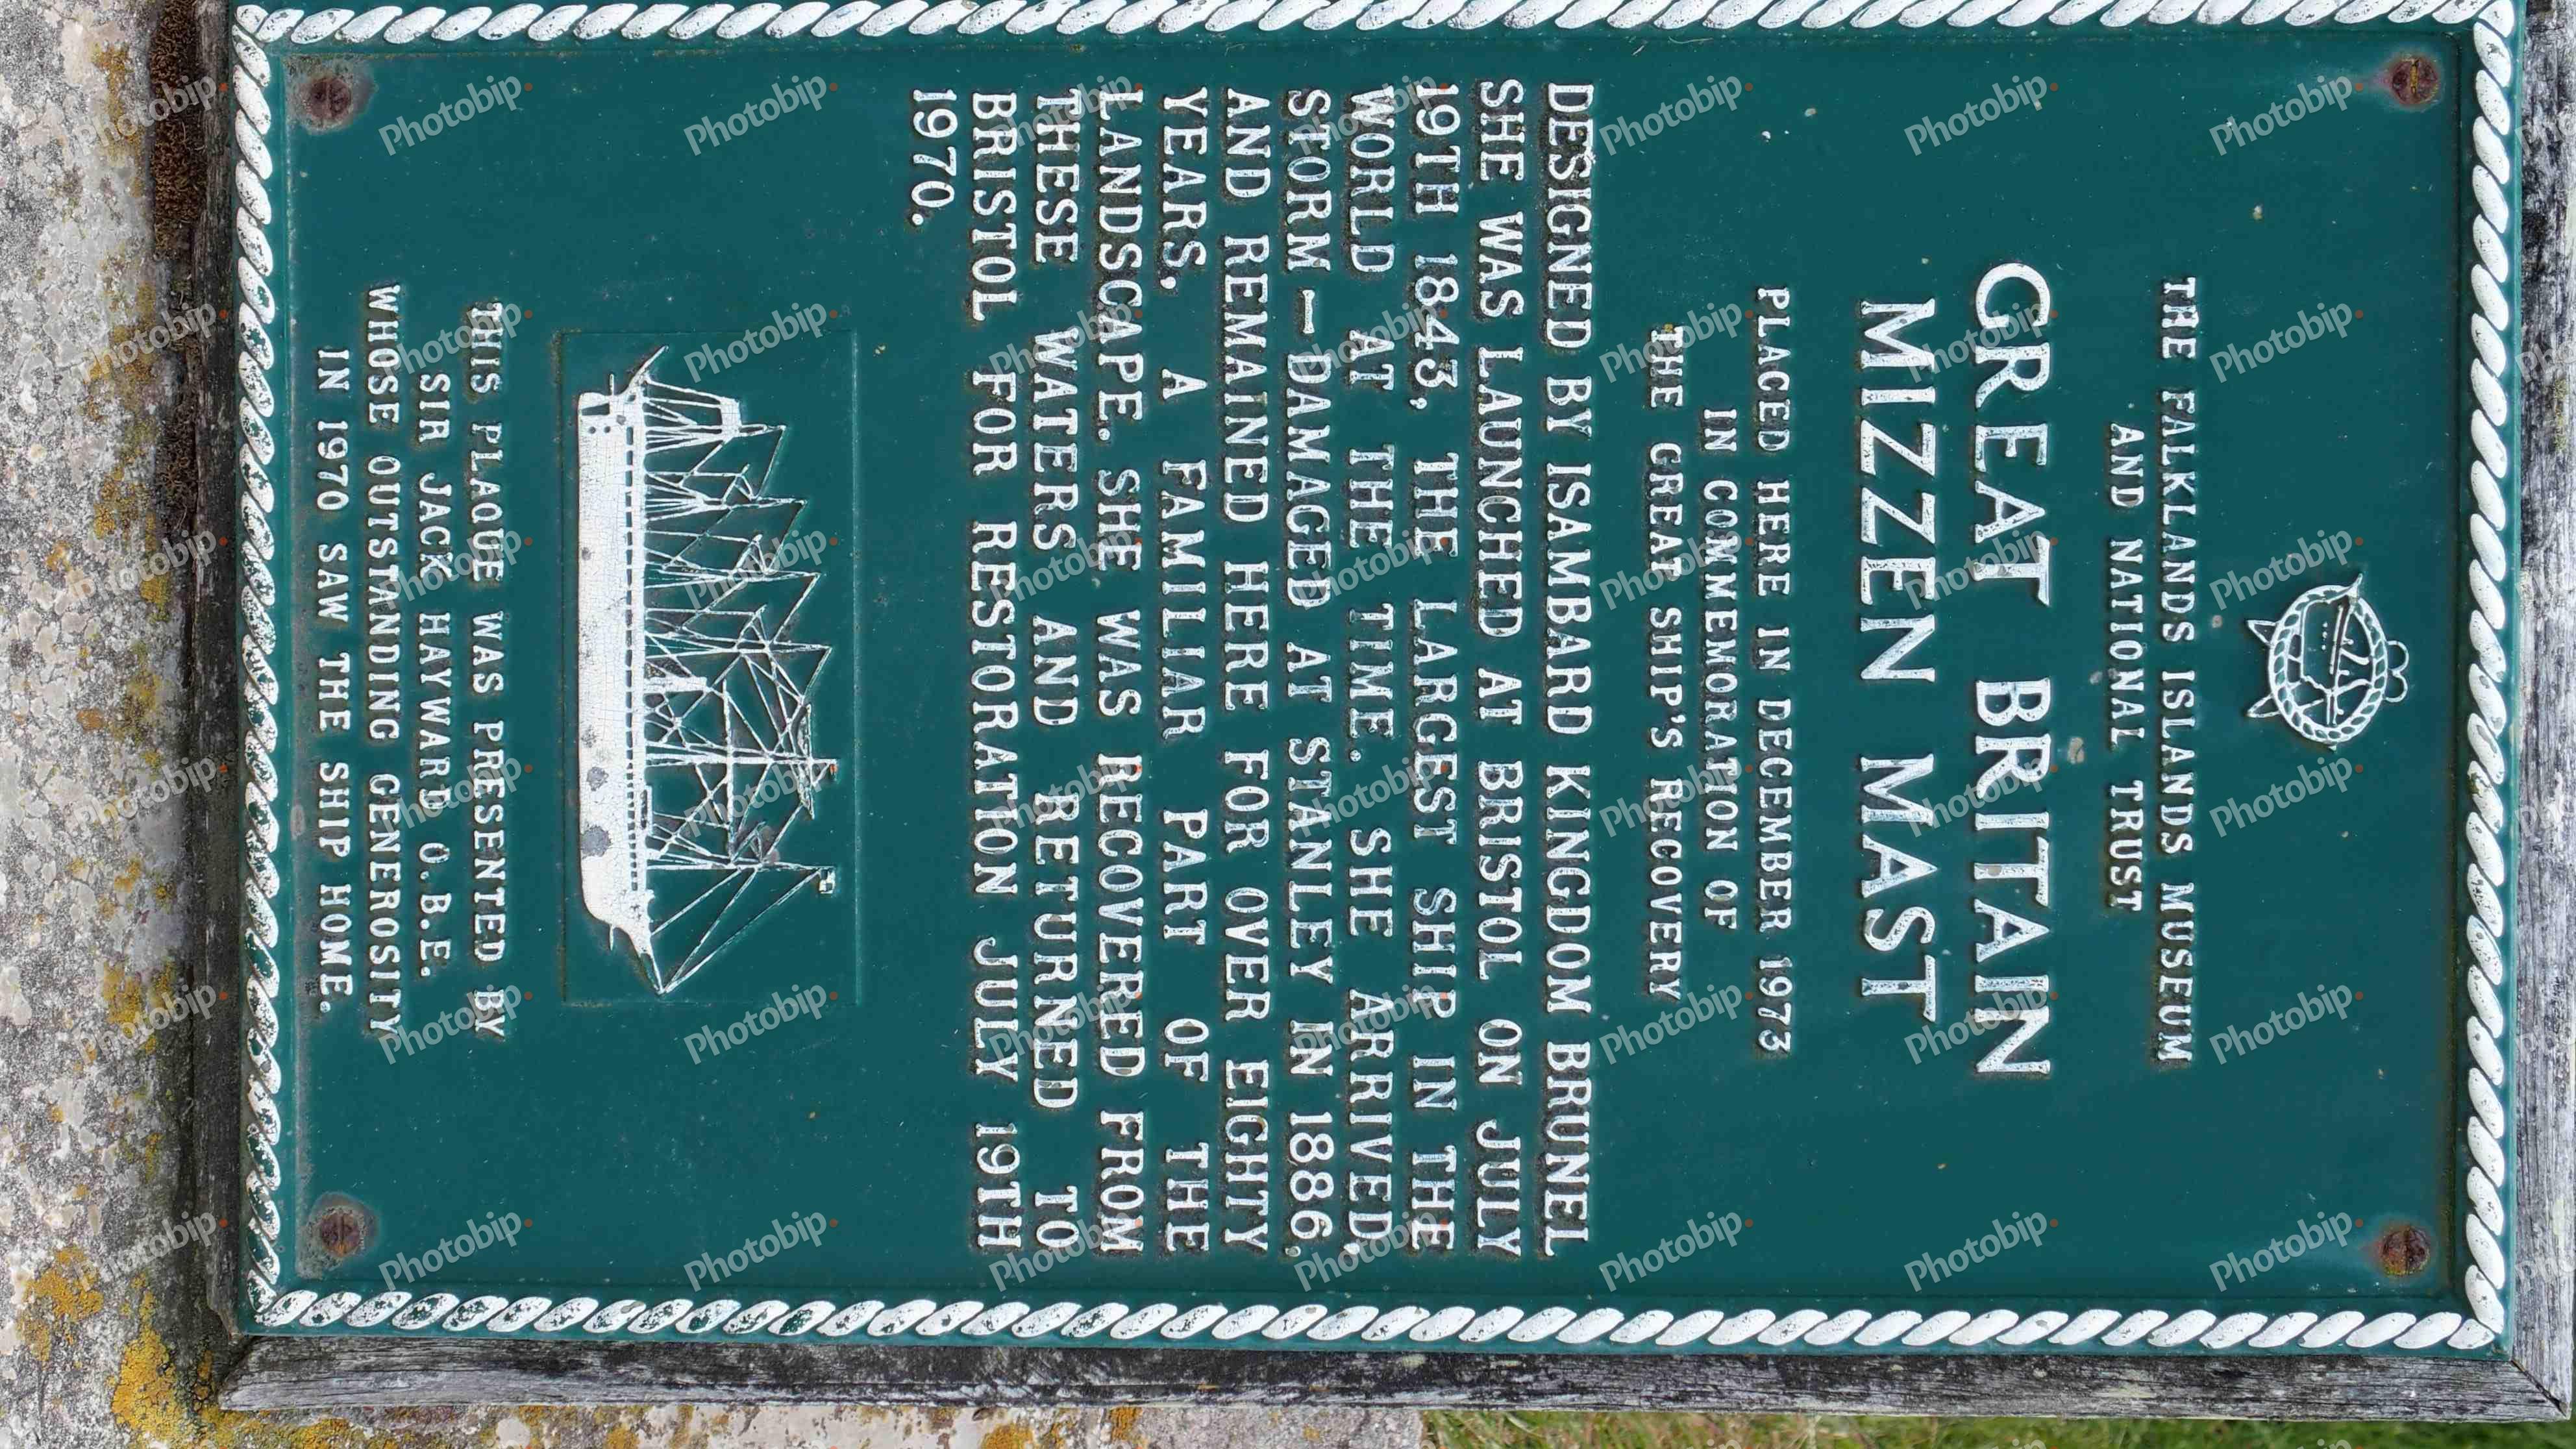 THE FALKLANDS ISLANDS MUSEUM
AND NATIONAL TRUST
GREAT BRITAIN
MIZZEN MAST
PLACED HERE IN DECEMBER 1973
IN COMMEMORATION OF
THE GREAT SHIP'S RECOVERY
DESIGNED BY ISAMBARD KINGDOM BRUNEL
SHE WAS LAUNCHED AT BRISTOL ON JULY
19TH 1843, THE LARGEST SHIP IN THE
WORLD AT THE TIME. SHE ARRIVED,
STORM – DAMAGED AT STANLEY IN 1886,
AND REMAINED HERE FOR OVER EIGHTY
YEARS, A FAMILIAR PART OF THE
LANDSCAPE. SHE WAS RECOVERED FROM
THESE WATERS AND RETURNED TO
BRISTOL FOR RESTORATION JULY 19TH
1970.
THIS PLAQUE WAS PRESENTED BY
SIR JACK HAYWARD O.B.E.
WHOSE OUTSTANDING GENEROSITY
IN 1970 SAW THE SHIP HOME.
Photobip.